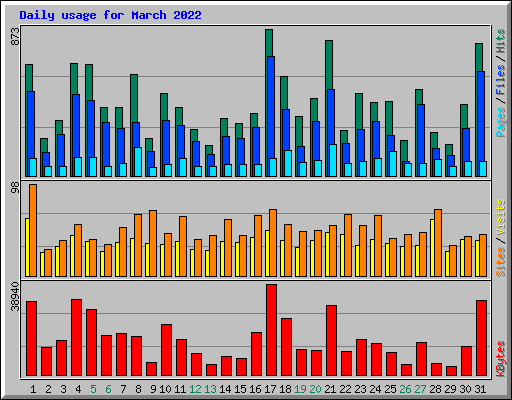 Daily usage for March 2022
873
Pages / Files / Hits
98
Sites / Visits
38940
KBytes
1 2 3 4 5 6 7 8 9 10 11 12 13 14 15 16 17 18 19 20 21 22 23 24 25 26 27 28 29 30 31